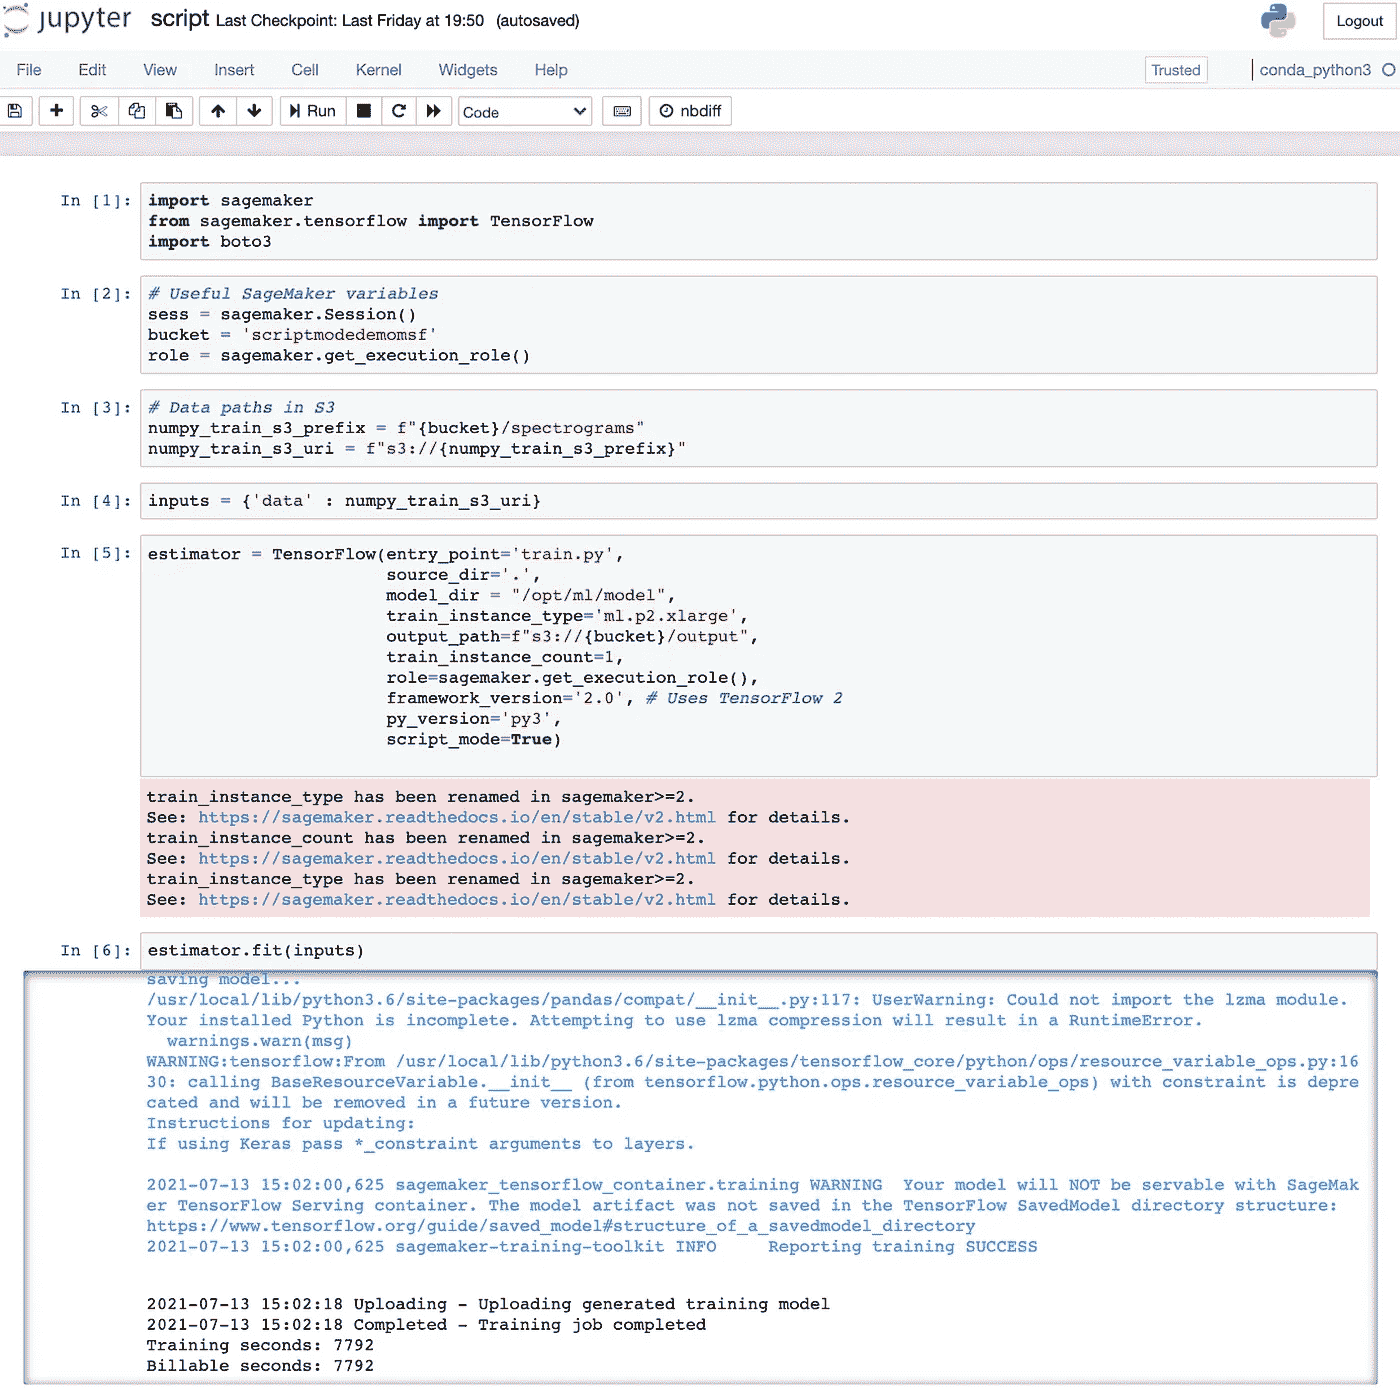 jupyter script Last Checkpoint: Last Friday at 19:50 (autosaved) Logout
File Edit View Insert Cell Kernel Widgets Help Trusted conda_python3
Run Code nbdiff
In [1]: import sagemaker
from sagemaker.tensorflow import TensorFlow
import boto3
In [2]: # Useful SageMaker variables
sess = sagemaker.Session()
bucket = 'scriptmodedemomsf'
role = sagemaker.get_execution_role()
In [3]: # Data paths in S3
numpy_train_s3_prefix = f"{bucket}/spectrograms"
numpy_train_s3_uri = f"s3://{numpy_train_s3_prefix}"
In [4]: inputs = {'data' : numpy_train_s3_uri}
In [5]: estimator = TensorFlow(entry_point='train.py',
source_dir='.',
model_dir = "/opt/ml/model",
train_instance_type='ml.p2.xlarge',
output_path=f"s3://{bucket}/output",
train_instance_count=1,
role=sagemaker.get_execution_role(),
framework_version='2.0', # Uses TensorFlow 2
py_version='py3',
script_mode=True)
train_instance_type has been renamed in sagemaker>=2.
See: https://sagemaker.readthedocs.io/en/stable/v2.html for details.
train_instance_count has been renamed in sagemaker>=2.
See: https://sagemaker.readthedocs.io/en/stable/v2.html for details.
train_instance_type has been renamed in sagemaker>=2.
See: https://sagemaker.readthedocs.io/en/stable/v2.html for details.
In [6]: estimator.fit(inputs)
saving model...
/usr/local/lib/python3.6/site-packages/pandas/compat/__init__.py:117: UserWarning: Could not import the lzma module.
Your installed Python is incomplete. Attempting to use lzma compression will result in a RuntimeError.
warnings.warn(msg)
WARNING:tensorflow:From /usr/local/lib/python3.6/site-packages/tensorflow_core/python/ops/resource_variable_ops.py:16
30: calling BaseResourceVariable.__init__ (from tensorflow.python.ops.resource_variable_ops) with constraint is depre
cated and will be removed in a future version.
Instructions for updating:
If using Keras pass *_constraint arguments to layers.
2021-07-13 15:02:00,625 sagemaker_tensorflow_container.training WARNING  Your model will NOT be servable with SageMak
er TensorFlow Serving container. The model artifact was not saved in the TensorFlow SavedModel directory structure:
https://www.tensorflow.org/guide/saved_model#structure_of_a_savedmodel_directory
2021-07-13 15:02:00,625 sagemaker-training-toolkit INFO     Reporting training SUCCESS
2021-07-13 15:02:18 Uploading - Uploading generated training model
2021-07-13 15:02:18 Completed - Training job completed
Training seconds: 7792
Billable seconds: 7792